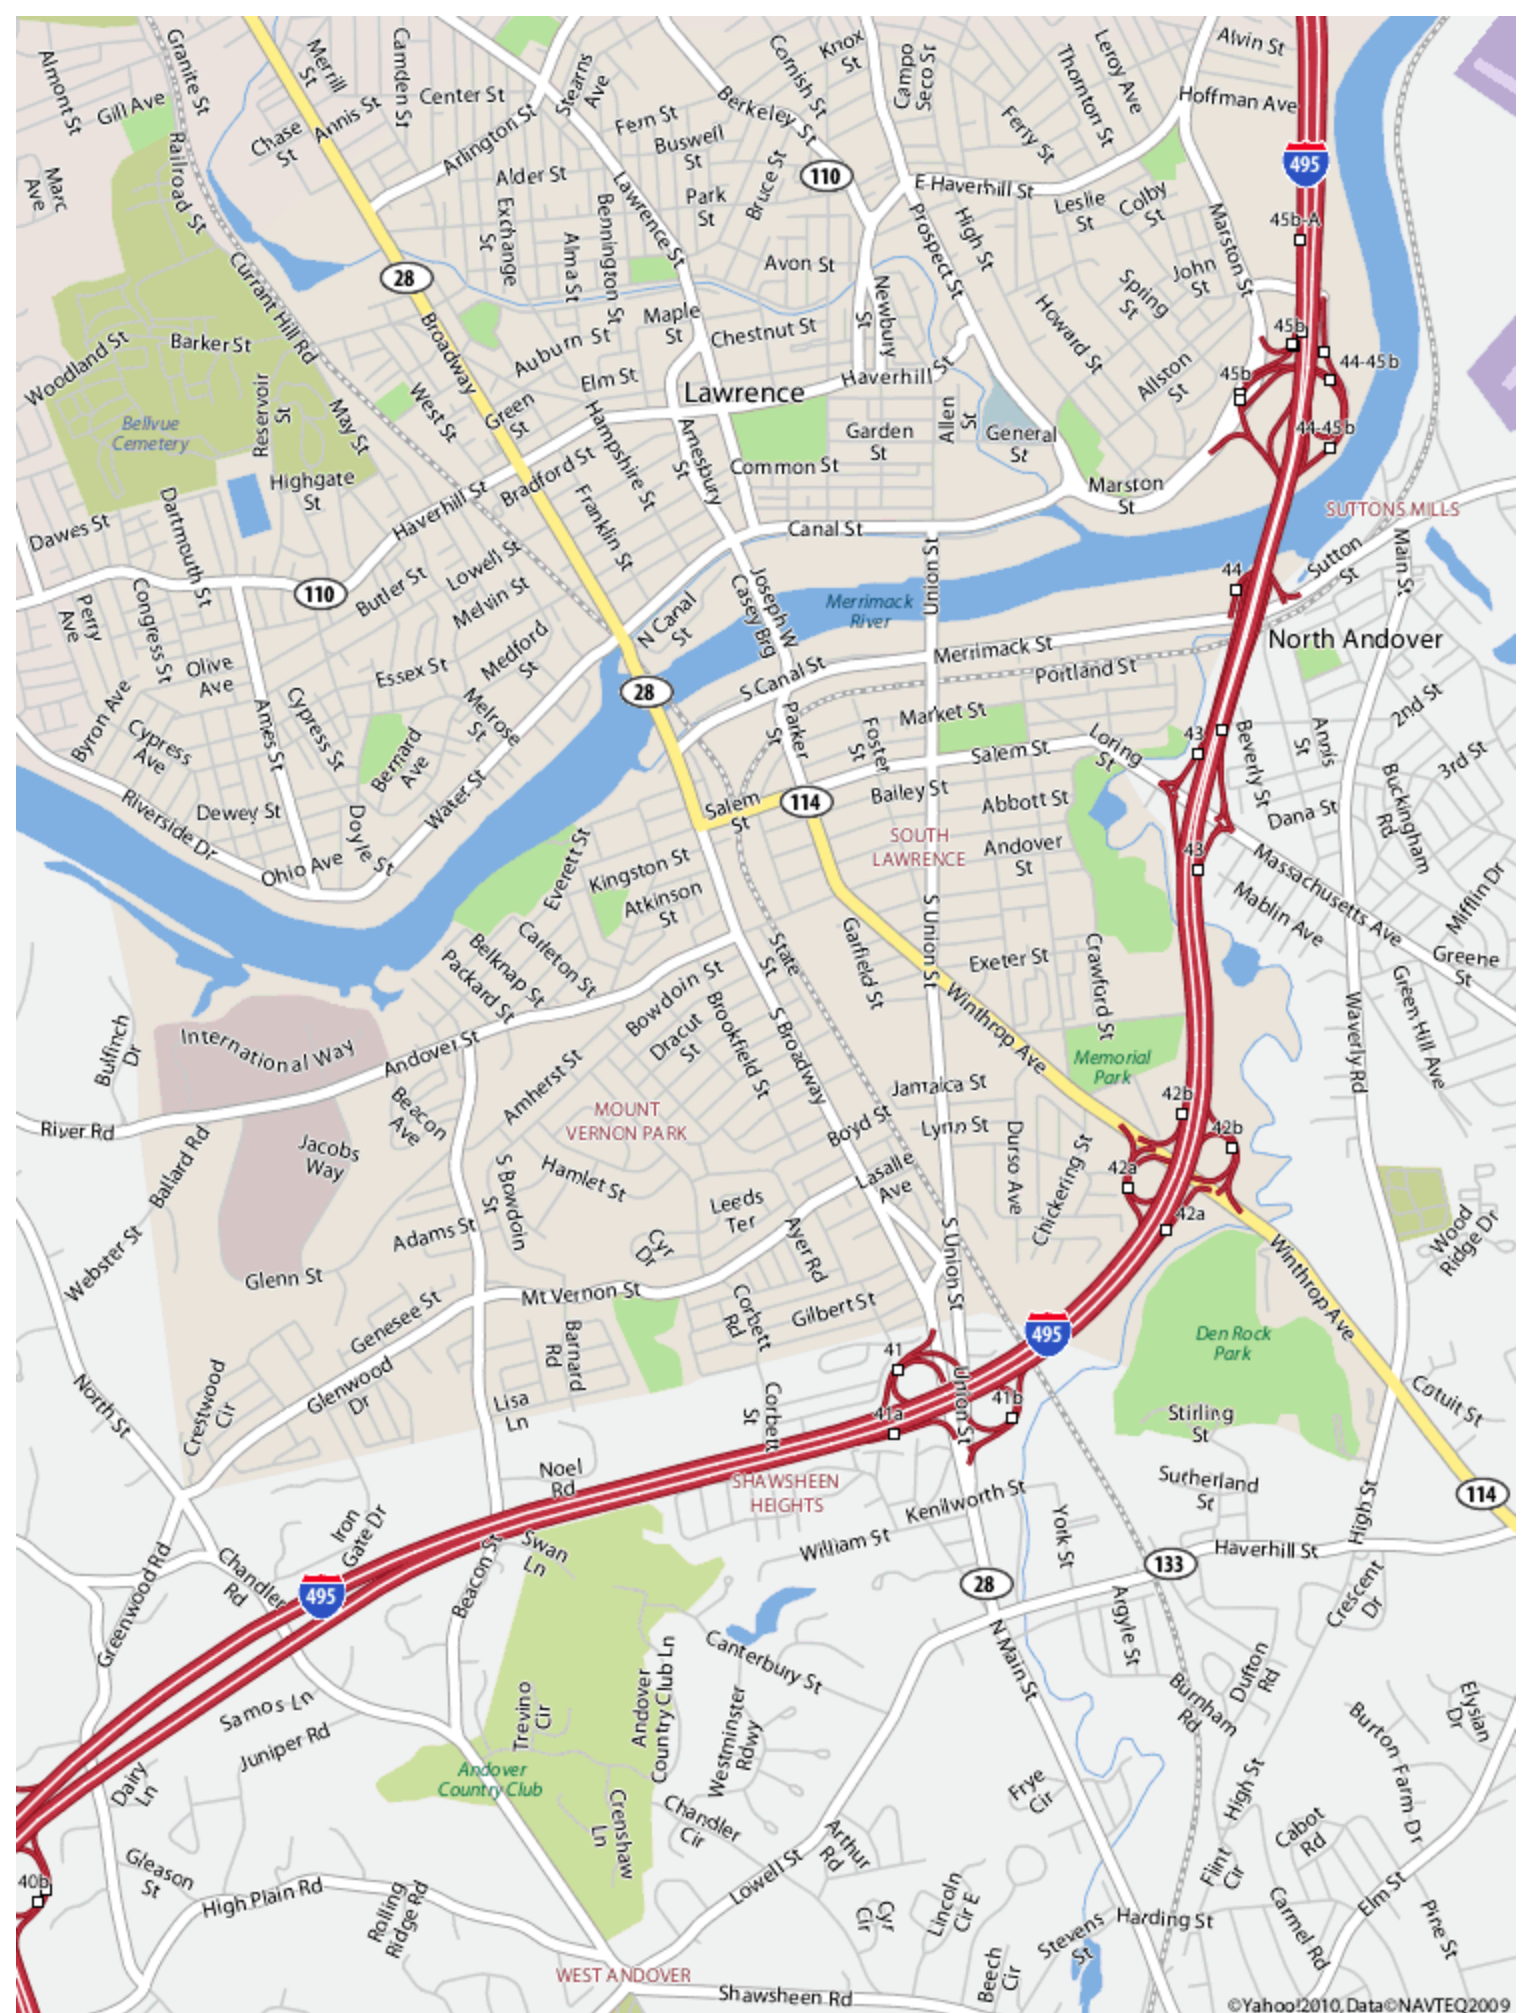 Granite St
Merrill
St
Camden St
Stearns
Ave
Cornish St
Knox
St
Campo
Seco St
Thornton St
Leroy Ave
Alvin St
Almont St
Gill Ave
Chase
St
Annis St
Center St
Arlington St
Fern St
Buswell
St
Berkeley St
Ferry St
Hoffman Ave
Marc
Ave
Railroad St
Alder St
Lawrence St
Park
St
Bruce St
110
E Haverhill St
Leslie
St
Colby
St
Marston St
495
45b-A
Exchange
St
Alma St
Bennington St
Avon St
Prospect St
High St
John
St
Spring
St
28
Currant Hill Rd
Broadway
Auburn St
Maple
St
Chestnut St
Newbury
St
Howard St
Allston
St
45b
45b
44-45b
44-45b
Woodland St
Barker St
Reservoir
St
May St
West St
Green
St
Elm St
Lawrence
Haverhill St
Bellvue
Cemetery
Hampshire St
Amesbury
St
Garden
St
Allen
St
General
St
Highgate
St
Bradford St
Franklin St
Common St
Marston
St
SUTTONS MILLS
Dawes St
Dartmouth St
Haverhill St
Canal St
Union St
Main St
Sutton
St
44
Perry
Ave
Congress St
110
Butler St
Lowell St
Melvin St
Joseph W
Casey Brg
Merrimack
River
N Canal
St
Merrimack St
North Andover
Olive
Ave
Essex St
Medford
St
S Canal St
Portland St
Byron Ave
Cypress
Ave
Ames St
Cypress St
Bernard
Ave
Melrose
St
28
Parker
St
Foster
St
Market St
Salem St
Loring
St
43
Beverly St
Annis
St
2nd St
3rd St
Riverside Dr
Dewey St
Doyle St
Water St
Salem
St
114
Bailey St
Abbott St
Dana St
Buckingham
Rd
Ohio Ave
Everett St
Kingston St
Atkinson
St
SOUTH
LAWRENCE
Andover
St
43
Massachusetts Ave
Mablin Ave
Mifflin Dr
Belknap St
Packard St
Carleton St
State
St
Garfield St
S Union St
Exeter St
Crawfurd St
Greene
St
Green Hill Ave
Bulfinch
Dr
International Way
Andover St
Bowdoin St
Dracut
St
Brookfield St
S Broadway
Winthrop Ave
Memorial
Park
Waverly Rd
River Rd
Beacon
Ave
Amherst St
MOUNT
VERNON PARK
Jamaica St
Boyd St
Lynn St
42b
42b
Ballard Rd
Jacobs
Way
S Bowdoin
St
Hamlet St
Leeds
Ter
Lasalle
Ave
Durso Ave
Chickering St
42a
42a
Webster St
Adams St
Cyr
Dr
Ayer Rd
S Union St
Winthrop Ave
Wood
Ridge Dr
Glenn St
Genesee St
Mt Vernon St
Corbett
Rd
Gilbert St
495
Den Rock
Park
North St
Crestwood
Cir
Glenwood
Dr
Barnard
Rd
Lisa
Ln
Corbett
St
41
41a
Union St
41b
Stirling
St
Cotuit St
Noel
Rd
SHAWSHEEN
HEIGHTS
Kenilworth St
Sutherland
St
114
Iron
Gate Dr
William St
York St
High St
Greenwood Rd
Chandler
Rd
495
Beacon St
Swan
Ln
28
133
Haverhill St
Crescent
Dr
Argyle St
Samos Ln
Juniper Rd
Trevino
Cir
Andover
Country Club Ln
Canterbury St
Westminster
Rdwy
N Main St
Burnham
Rd
Dufton
Rd
Burton Farm Dr
Elysian
Dr
Dairy
Ln
Andover
Country Club
Crenshaw
Ln
Chandler
Cir
Arthur
Rd
Frye
Cir
High St
Cabot
Rd
40b
Gleason
St
High Plain Rd
Rolling
Ridge Rd
Lowell St
Cyr
Cir
Lincoln
Cir E
Flint
Cir
Elm St
Pine St
Harding St
Stevens
St
Carmel Rd
WEST ANDOVER
Shawsheen Rd
Beech
Cir
©Yahoo!2010, Data©NAVTEQ2009